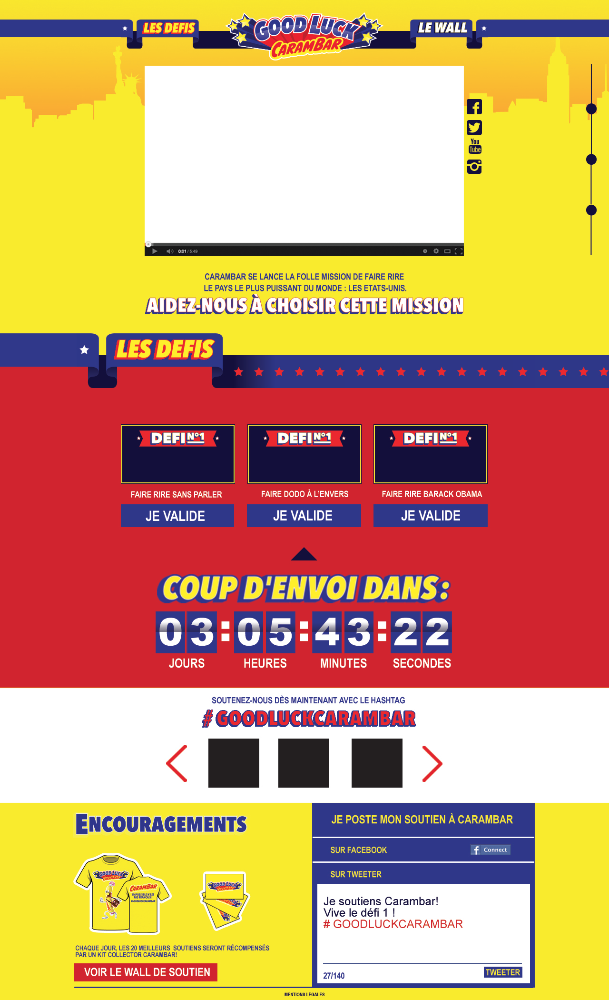 LES DEFIS
GOOD LUCK
CARAMBAR
LE WALL
You
Tube
0:01 / 5:49
CARAMBAR SE LANCE LA FOLLE MISSION DE FAIRE RIRE
LE PAYS LE PLUS PUISSANT DU MONDE : LES ETATS-UNIS.
AIDEZ-NOUS À CHOISIR CETTE MISSION
LES DEFIS
DEFI N°1
DEFI N°1
DEFI N°1
FAIRE RIRE SANS PARLER
FAIRE DODO À L'ENVERS
FAIRE RIRE BARACK OBAMA
JE VALIDE
JE VALIDE
JE VALIDE
COUP D'ENVOI DANS:
03:05:43:22
JOURS HEURES MINUTES SECONDES
SOUTENEZ-NOUS DÈS MAINTENANT AVEC LE HASHTAG
# GOODLUCKCARAMBAR
ENCOURAGEMENTS
GOOD LUCK
CARAMBAR
CARAMBAR
IMPOSSIBLE N'EST
PAS FRANÇAIS !
#GOODLUCKCARAMBAR
GOOD LUCK
CARAMBAR
CHAQUE JOUR, LES 20 MEILLEURS SOUTIENS SERONT RÉCOMPENSÉS
PAR UN KIT COLLECTOR CARAMBAR!
VOIR LE WALL DE SOUTIEN
JE POSTE MON SOUTIEN À CARAMBAR
SUR FACEBOOK
f Connect
SUR TWEETER
Je soutiens Carambar!
Vive le défi 1 !
# GOODLUCKCARAMBAR
27/140
TWEETER
MENTIONS LÉGALES